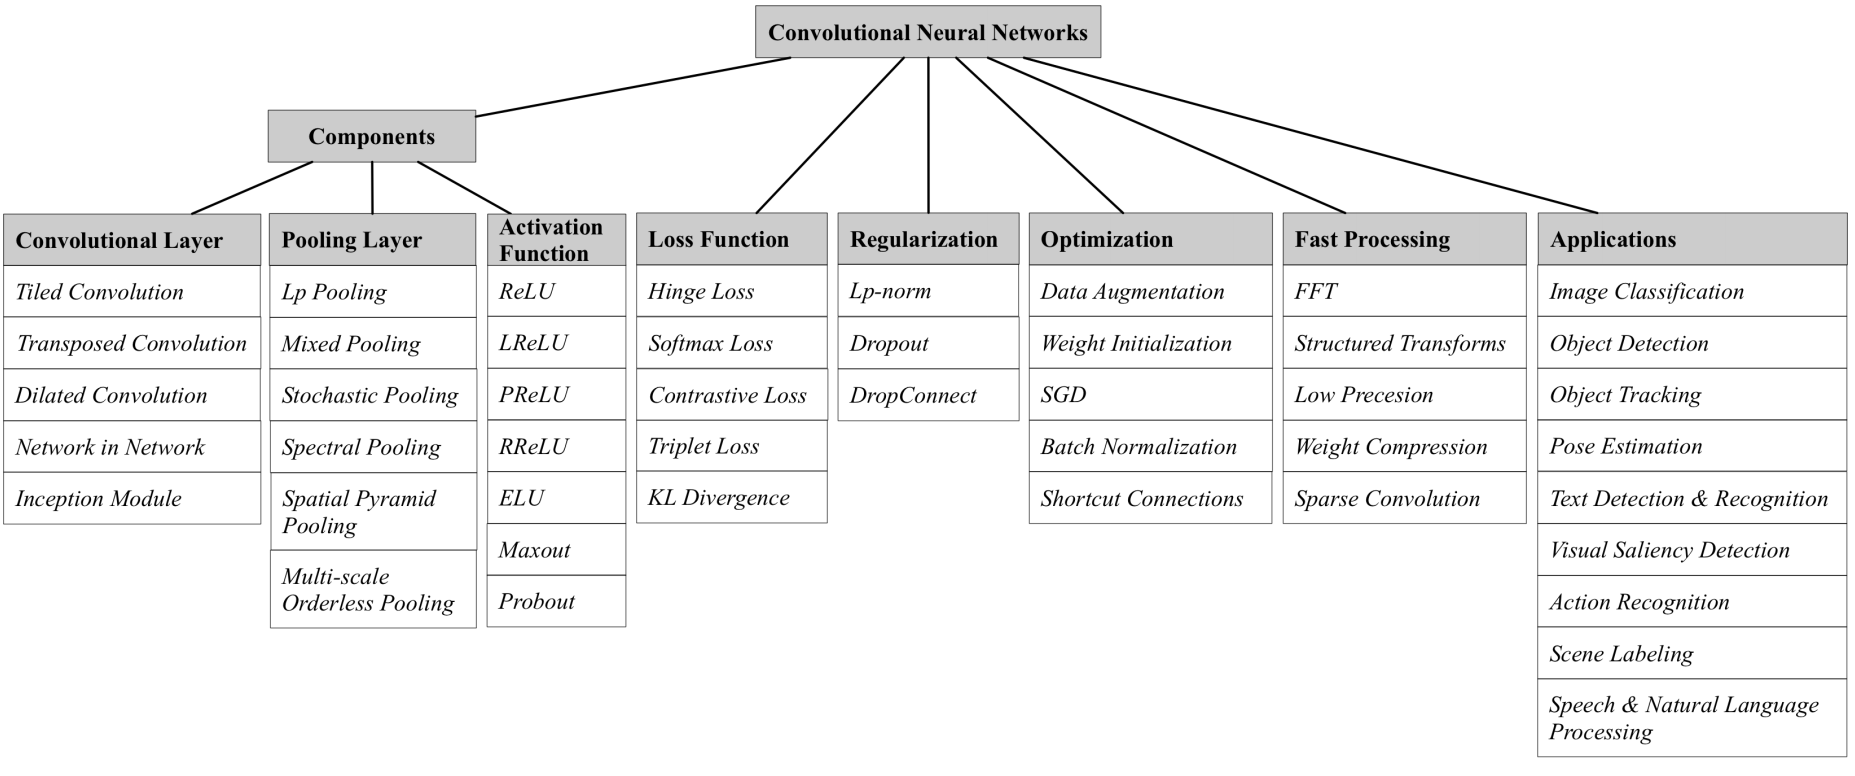 Convolutional Neural Networks
Components
Convolutional Layer
Tiled Convolution
Transposed Convolution
Dilated Convolution
Network in Network
Inception Module
Pooling Layer
Lp Pooling
Mixed Pooling
Stochastic Pooling
Spectral Pooling
Spatial Pyramid
Pooling
Multi-scale
Orderless Pooling
Activation
Function
ReLU
LReLU
PReLU
RReLU
ELU
Maxout
Probout
Loss Function
Hinge Loss
Softmax Loss
Contrastive Loss
Triplet Loss
KL Divergence
Regularization
Lp-norm
Dropout
DropConnect
Optimization
Data Augmentation
Weight Initialization
SGD
Batch Normalization
Shortcut Connections
Fast Processing
FFT
Structured Transforms
Low Precesion
Weight Compression
Sparse Convolution
Applications
Image Classification
Object Detection
Object Tracking
Pose Estimation
Text Detection & Recognition
Visual Saliency Detection
Action Recognition
Scene Labeling
Speech & Natural Language
Processing